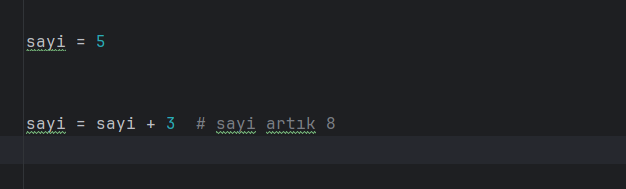 sayi = 5
sayi = sayi + 3  # sayi artık 8